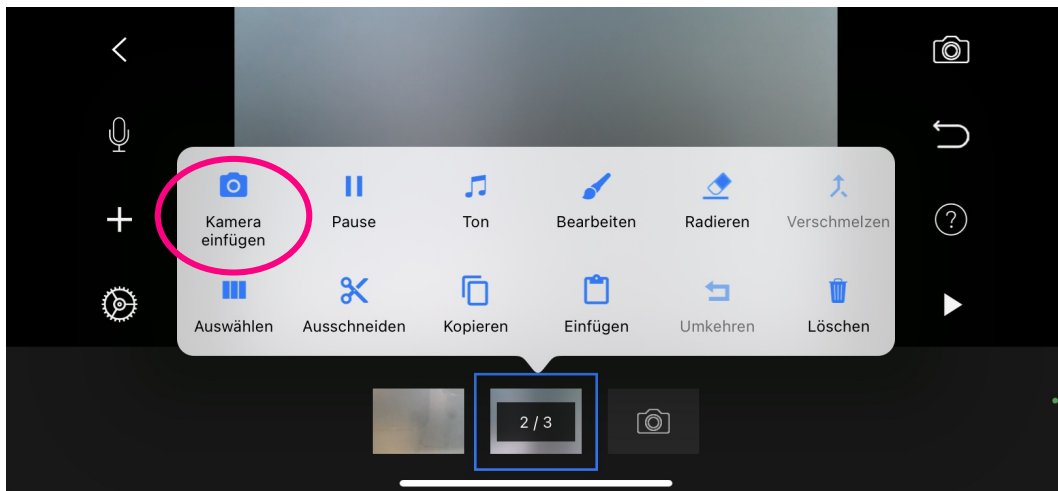 Kamera
einfügen
Pause
Ton
Bearbeiten
Radieren
Verschmelzen
Auswählen
Ausschneiden
Kopieren
Einfügen
Umkehren
Löschen
2 / 3
?